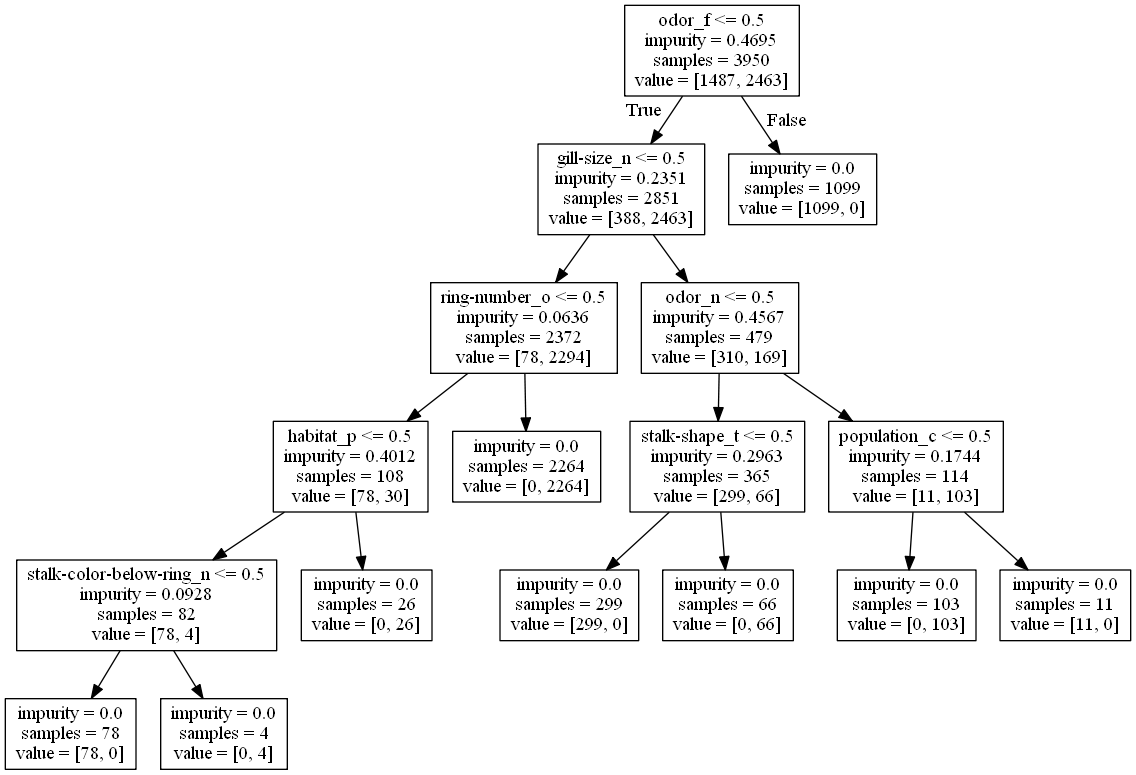 odor_f <= 0.5
impurity = 0.4695
samples = 3950
value = [1487, 2463]
True
False
gill-size_n <= 0.5
impurity = 0.2351
samples = 2851
value = [388, 2463]
impurity = 0.0
samples = 1099
value = [1099, 0]
ring-number_o <= 0.5
impurity = 0.0636
samples = 2372
value = [78, 2294]
odor_n <= 0.5
impurity = 0.4567
samples = 479
value = [310, 169]
habitat_p <= 0.5
impurity = 0.4012
samples = 108
value = [78, 30]
impurity = 0.0
samples = 2264
value = [0, 2264]
stalk-shape_t <= 0.5
impurity = 0.2963
samples = 365
value = [299, 66]
population_c <= 0.5
impurity = 0.1744
samples = 114
value = [11, 103]
stalk-color-below-ring_n <= 0.5
impurity = 0.0928
samples = 82
value = [78, 4]
impurity = 0.0
samples = 26
value = [0, 26]
impurity = 0.0
samples = 299
value = [299, 0]
impurity = 0.0
samples = 66
value = [0, 66]
impurity = 0.0
samples = 103
value = [0, 103]
impurity = 0.0
samples = 11
value = [11, 0]
impurity = 0.0
samples = 78
value = [78, 0]
impurity = 0.0
samples = 4
value = [0, 4]